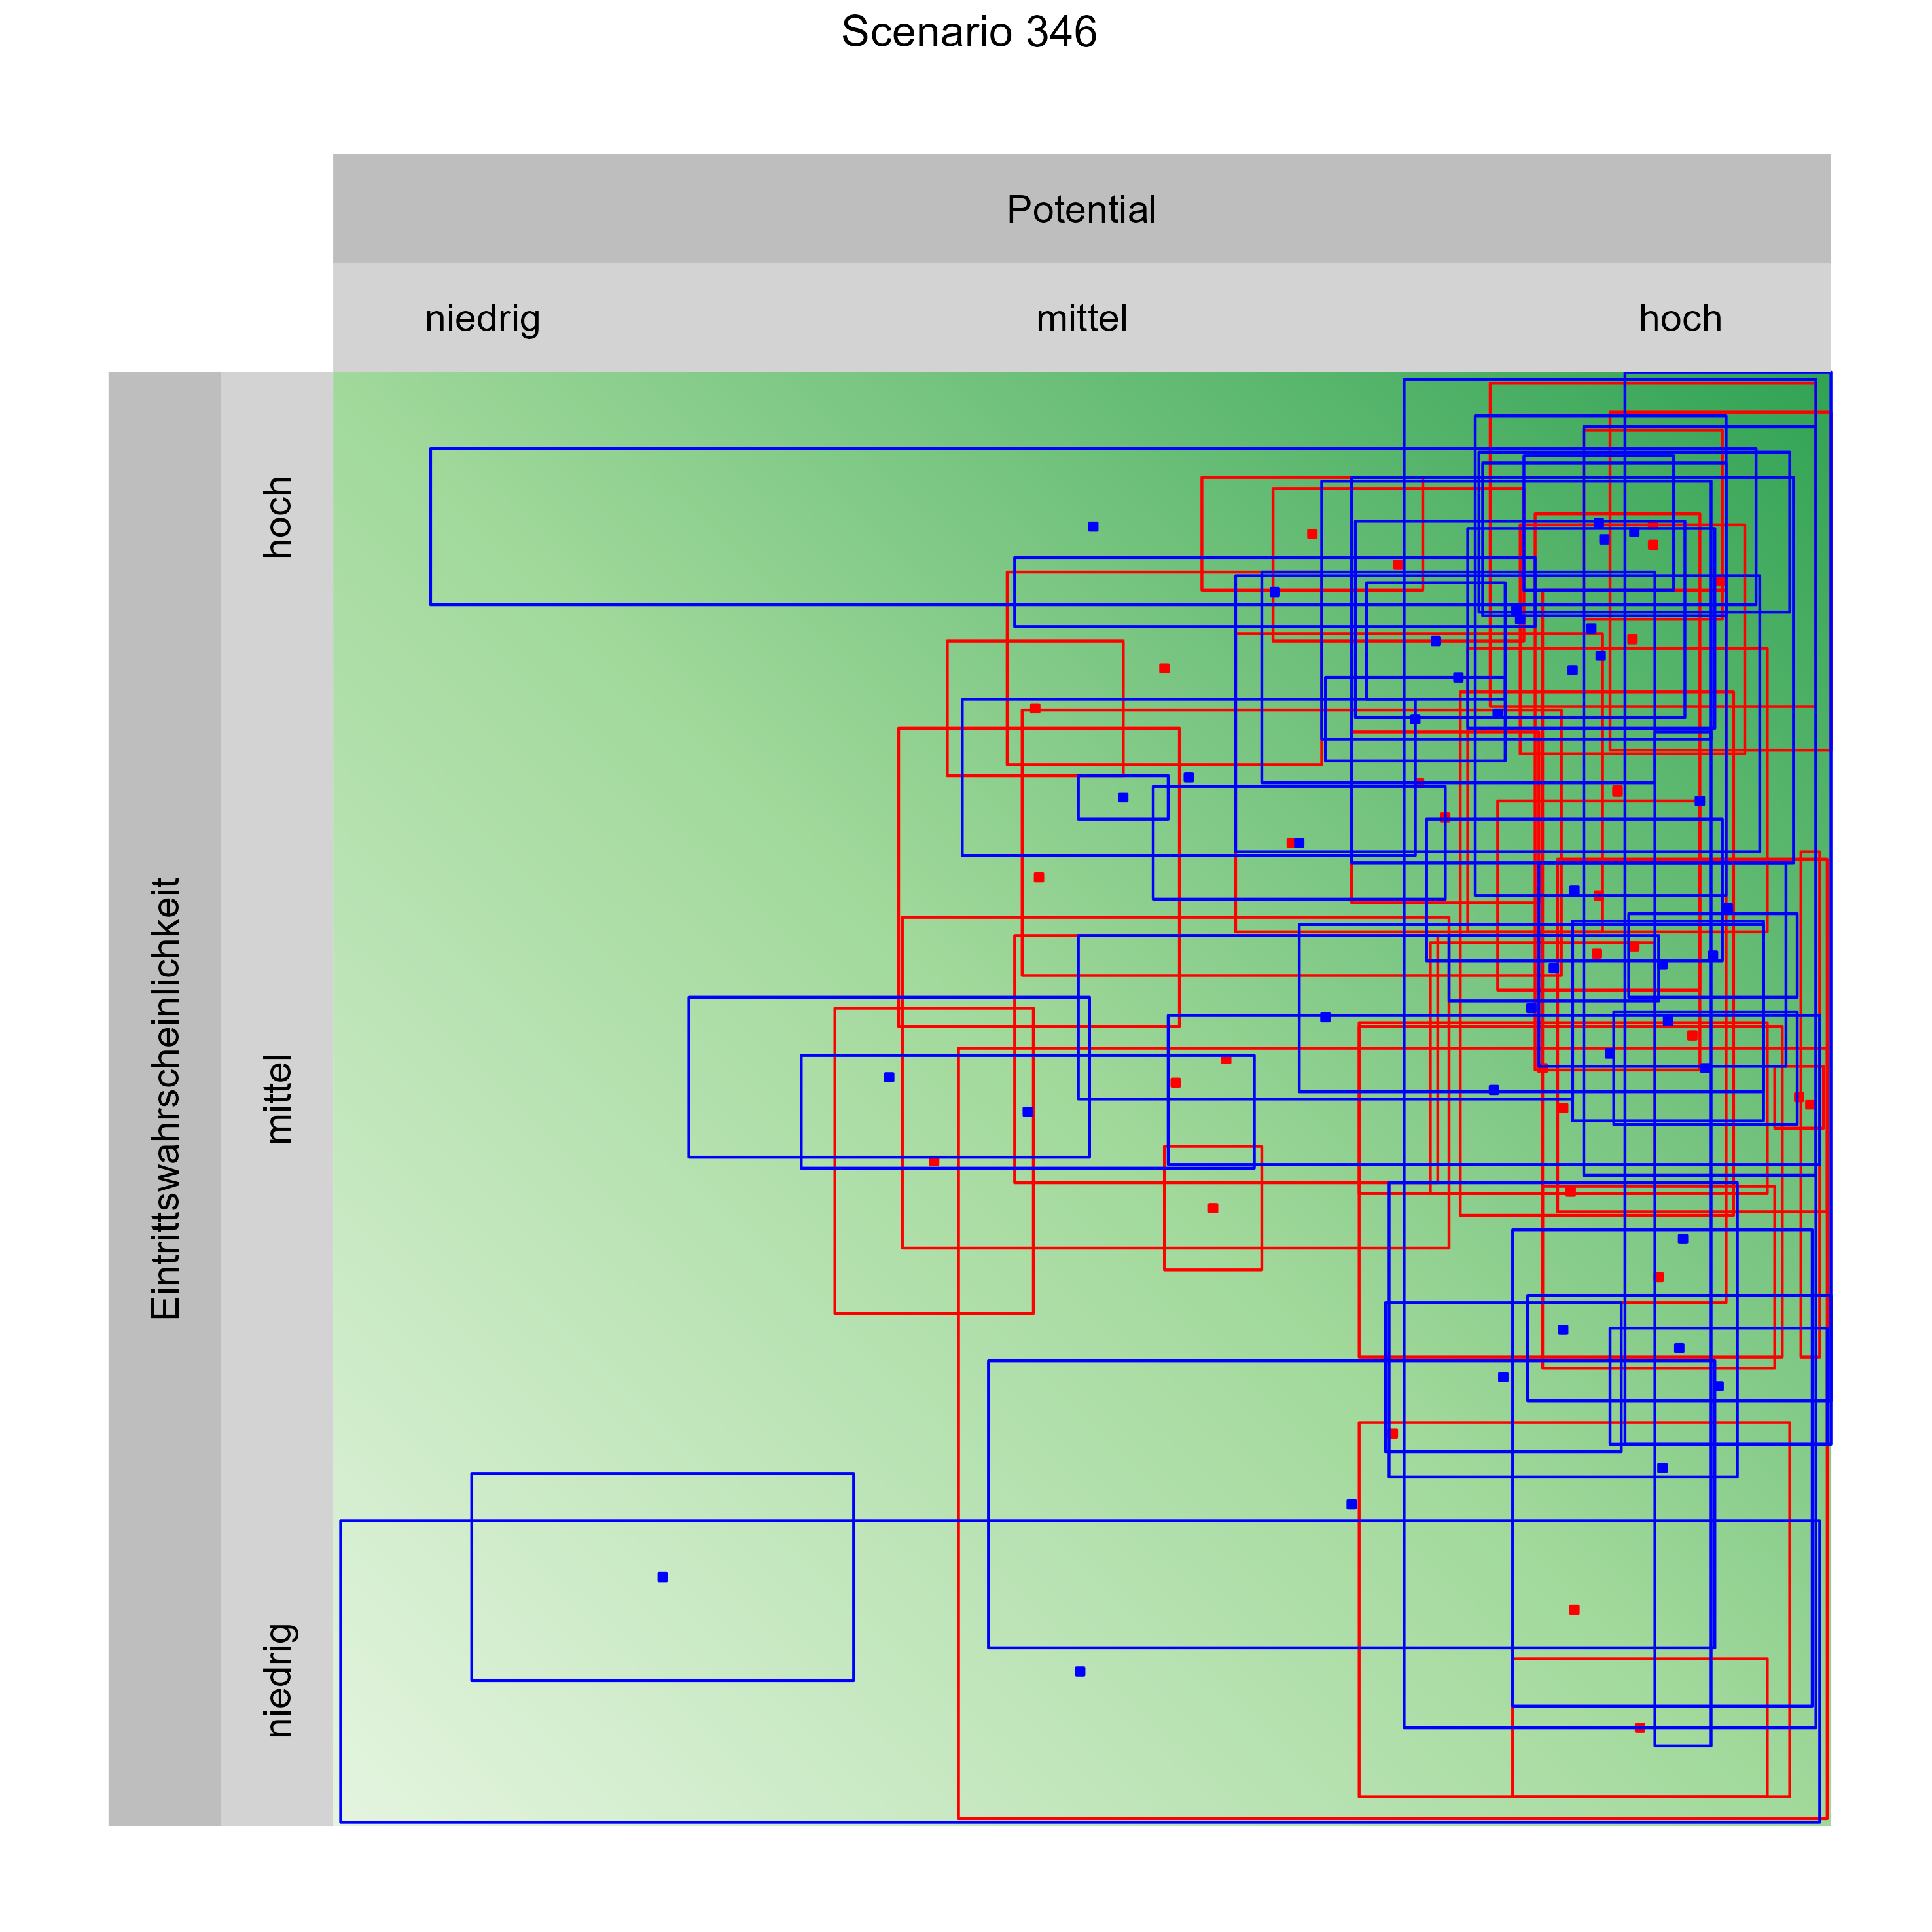 Scenario 346
Potential
niedrig mittel hoch
Eintrittswahrscheinlichkeit
hoch
mittel
niedrig